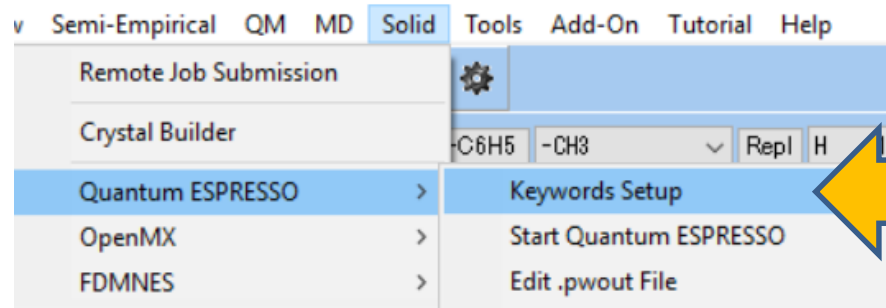 Semi-Empirical QM MD Solid Tools Add-On Tutorial Help
Remote Job Submission
Crystal Builder
-C6H5 -CH3 Repl H
Quantum ESPRESSO > Keywords Setup
OpenMX > Start Quantum ESPRESSO
FDMNES > Edit .pwout File